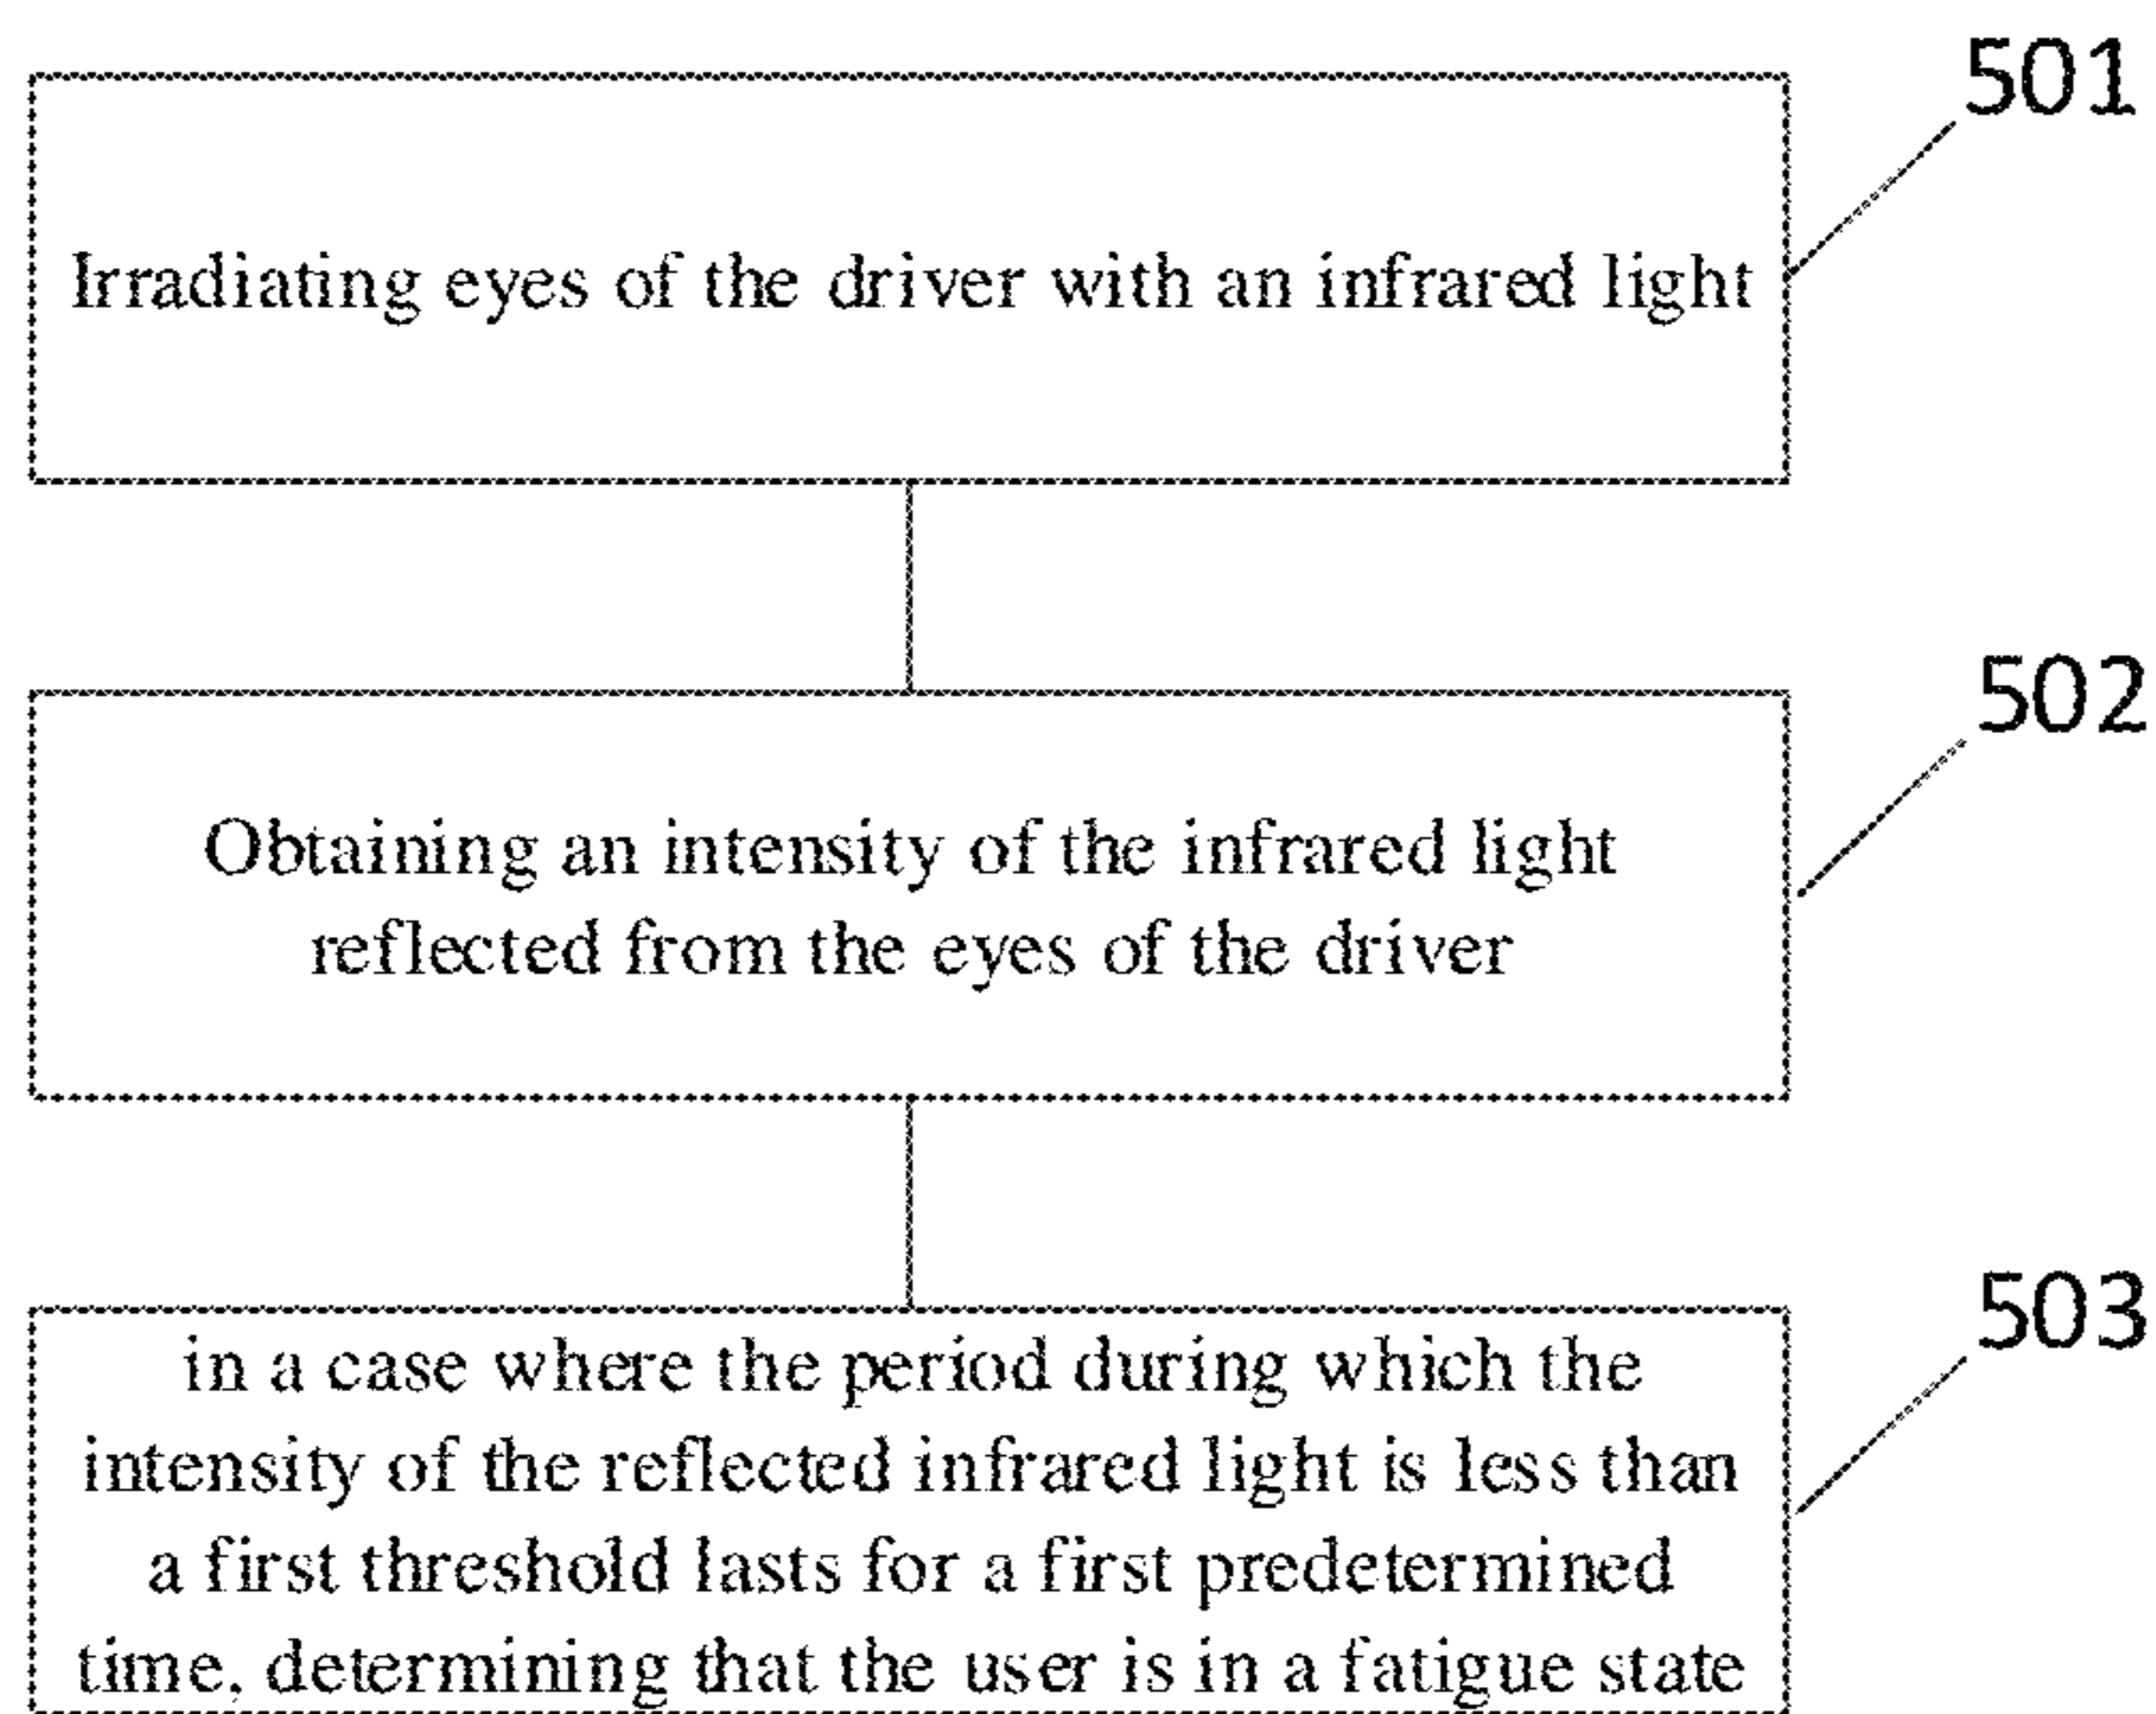 501
Irradiating eyes of the driver with an infrared light
502
Obtaining an intensity of the infrared light
reflected from the eyes of the driver
503
in a case where the period during which the
intensity of the reflected infrared light is less than
a first threshold lasts for a first predetermined
time, determining that the user is in a fatigue state